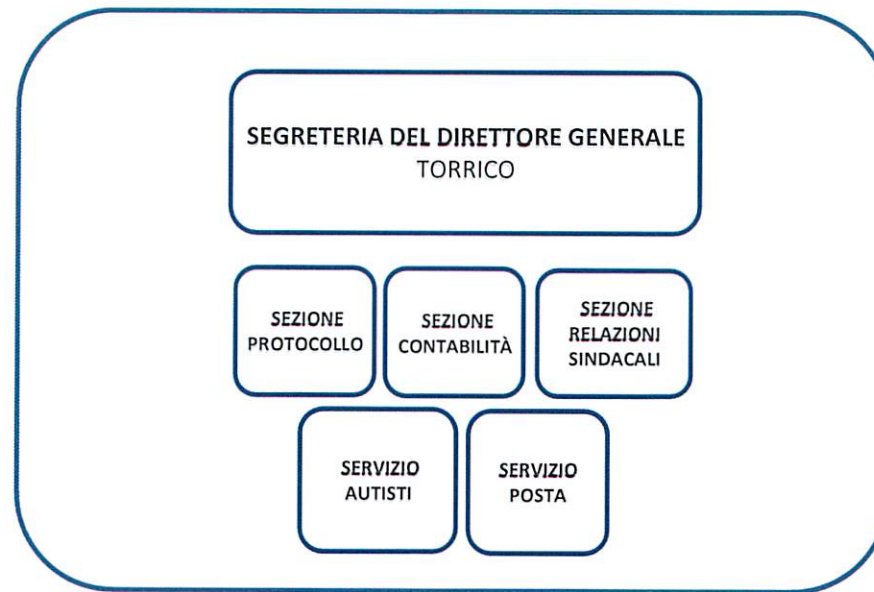 SEGRETERIA DEL DIRETTORE GENERALE
TORRICO
SEZIONE
PROTOCOLLO
SEZIONE
CONTABILITÀ
SEZIONE
RELAZIONI
SINDACALI
SERVIZIO
AUTISTI
SERVIZIO
POSTA